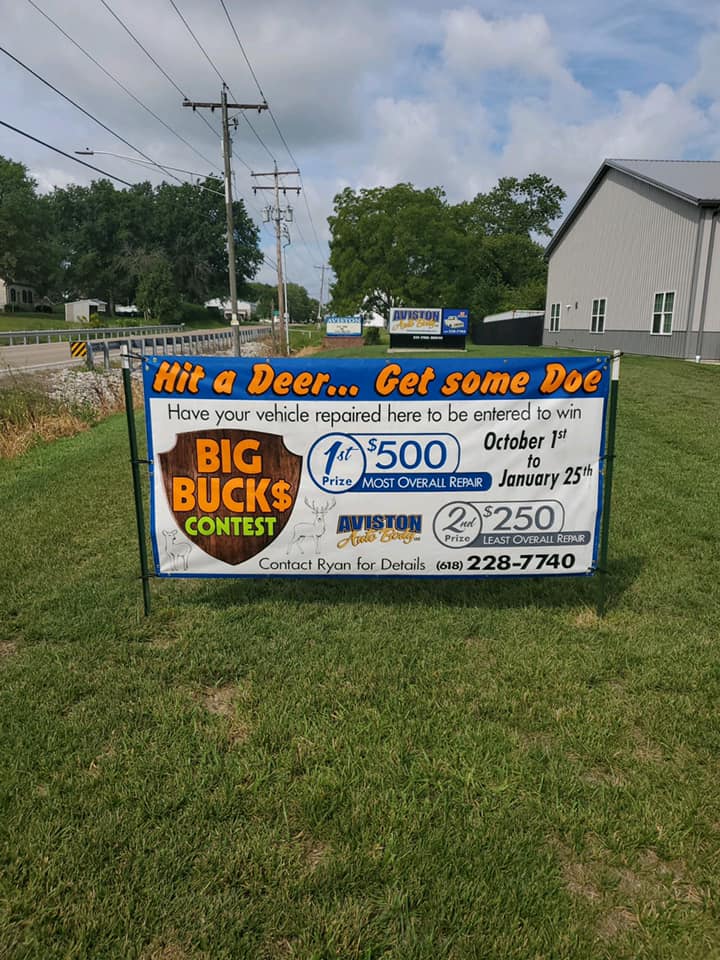 AVISTON
AVISTON
Auto Body
Hit a Deer... Get some Doe
Have your vehicle repaired here to be entered to win
BIG
BUCK$
CONTEST
1st
Prize
$500
MOST OVERALL REPAIR
October 1st
to
January 25th
AVISTON
Auto Body
2nd
Prize
$250
LEAST OVERALL REPAIR
Contact Ryan for Details (618) 228-7740